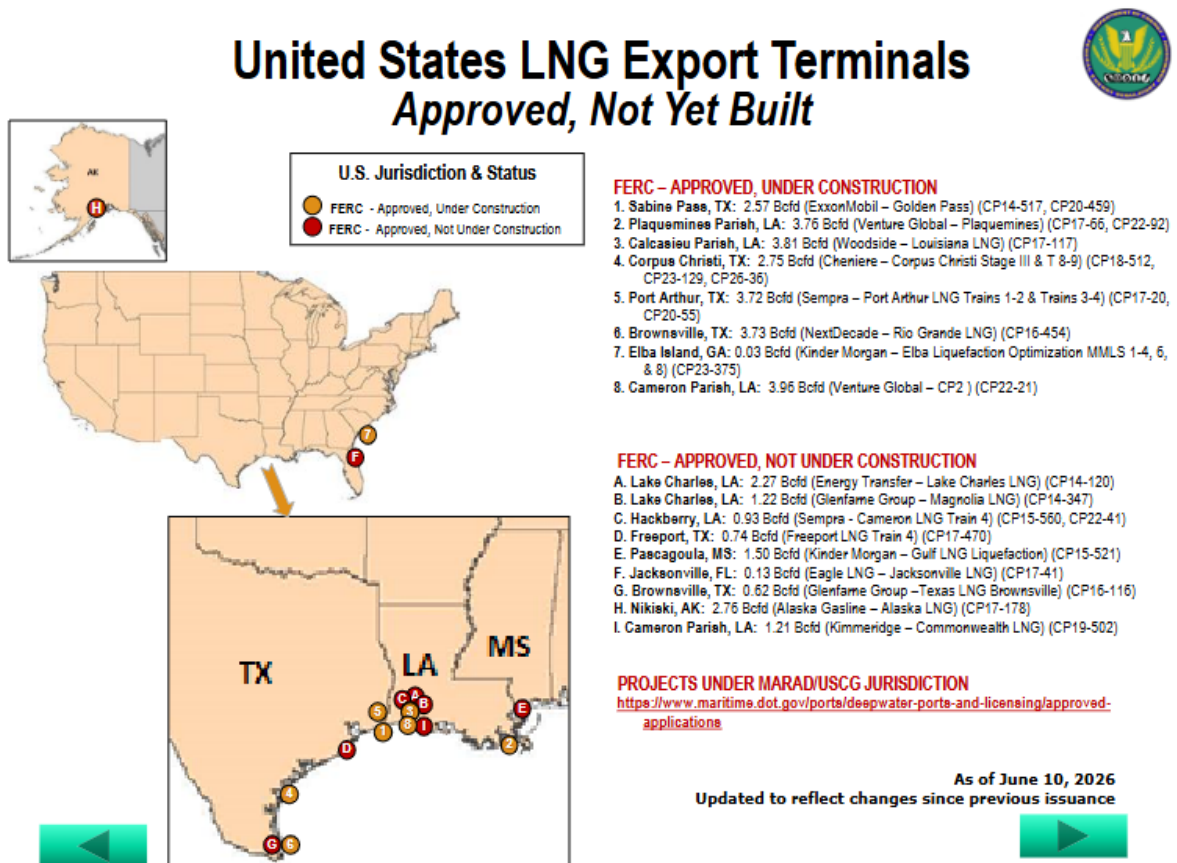 United States LNG Export Terminals
Approved, Not Yet Built
AK
H
U.S. Jurisdiction & Status
FERC - Approved, Under Construction
FERC - Approved, Not Under Construction
7
F
TX
LA
MS
C
A
B
5
3
8
I
1
E
2
D
4
G
6
FERC – APPROVED, UNDER CONSTRUCTION
1. Sabine Pass, TX: 2.57 Bcfd (ExxonMobil – Golden Pass) (CP14-517, CP20-459)
2. Plaquemines Parish, LA: 3.76 Bcfd (Venture Global – Plaquemines) (CP17-66, CP22-92)
3. Calcasieu Parish, LA: 3.81 Bcfd (Woodside – Louisiana LNG) (CP17-117)
4. Corpus Christi, TX: 2.75 Bcfd (Cheniere – Corpus Christi Stage III & T 8-9) (CP18-512,
CP23-129, CP26-36)
5. Port Arthur, TX: 3.72 Bcfd (Sempra – Port Arthur LNG Trains 1-2 & Trains 3-4) (CP17-20,
CP20-55)
6. Brownsville, TX: 3.73 Bcfd (NextDecade – Rio Grande LNG) (CP16-454)
7. Elba Island, GA: 0.03 Bcfd (Kinder Morgan – Elba Liquefaction Optimization MMLS 1-4, 6,
& 8) (CP23-375)
8. Cameron Parish, LA: 3.96 Bcfd (Venture Global – CP2 ) (CP22-21)
FERC – APPROVED, NOT UNDER CONSTRUCTION
A. Lake Charles, LA: 2.27 Bcfd (Energy Transfer – Lake Charles LNG) (CP14-120)
B. Lake Charles, LA: 1.22 Bcfd (Glenfarne Group – Magnolia LNG) (CP14-347)
C. Hackberry, LA: 0.93 Bcfd (Sempra - Cameron LNG Train 4) (CP15-560, CP22-41)
D. Freeport, TX: 0.74 Bcfd (Freeport LNG Train 4) (CP17-470)
E. Pascagoula, MS: 1.50 Bcfd (Kinder Morgan – Gulf LNG Liquefaction) (CP15-521)
F. Jacksonville, FL: 0.13 Bcfd (Eagle LNG – Jacksonville LNG) (CP17-41)
G. Brownsville, TX: 0.62 Bcfd (Glenfarne Group –Texas LNG Brownsville) (CP16-116)
H. Nikiski, AK: 2.76 Bcfd (Alaska Gasline – Alaska LNG) (CP17-178)
I. Cameron Parish, LA: 1.21 Bcfd (Kimmeridge – Commonwealth LNG) (CP19-502)
PROJECTS UNDER MARAD/USCG JURISDICTION
https://www.maritime.dot.gov/ports/deepwater-ports-and-licensing/approved-
applications
As of June 10, 2026
Updated to reflect changes since previous issuance